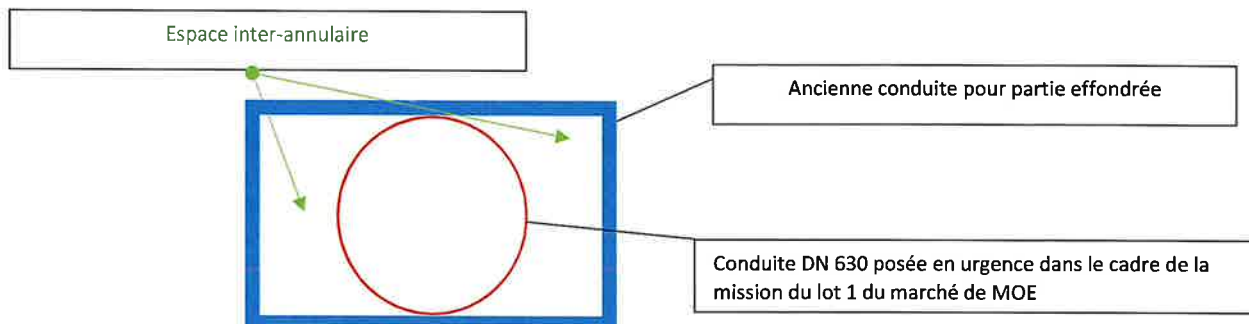 Espace inter-annulaire
Ancienne conduite pour partie effondrée
Conduite DN 630 posée en urgence dans le cadre de la
mission du lot 1 du marché de MOE